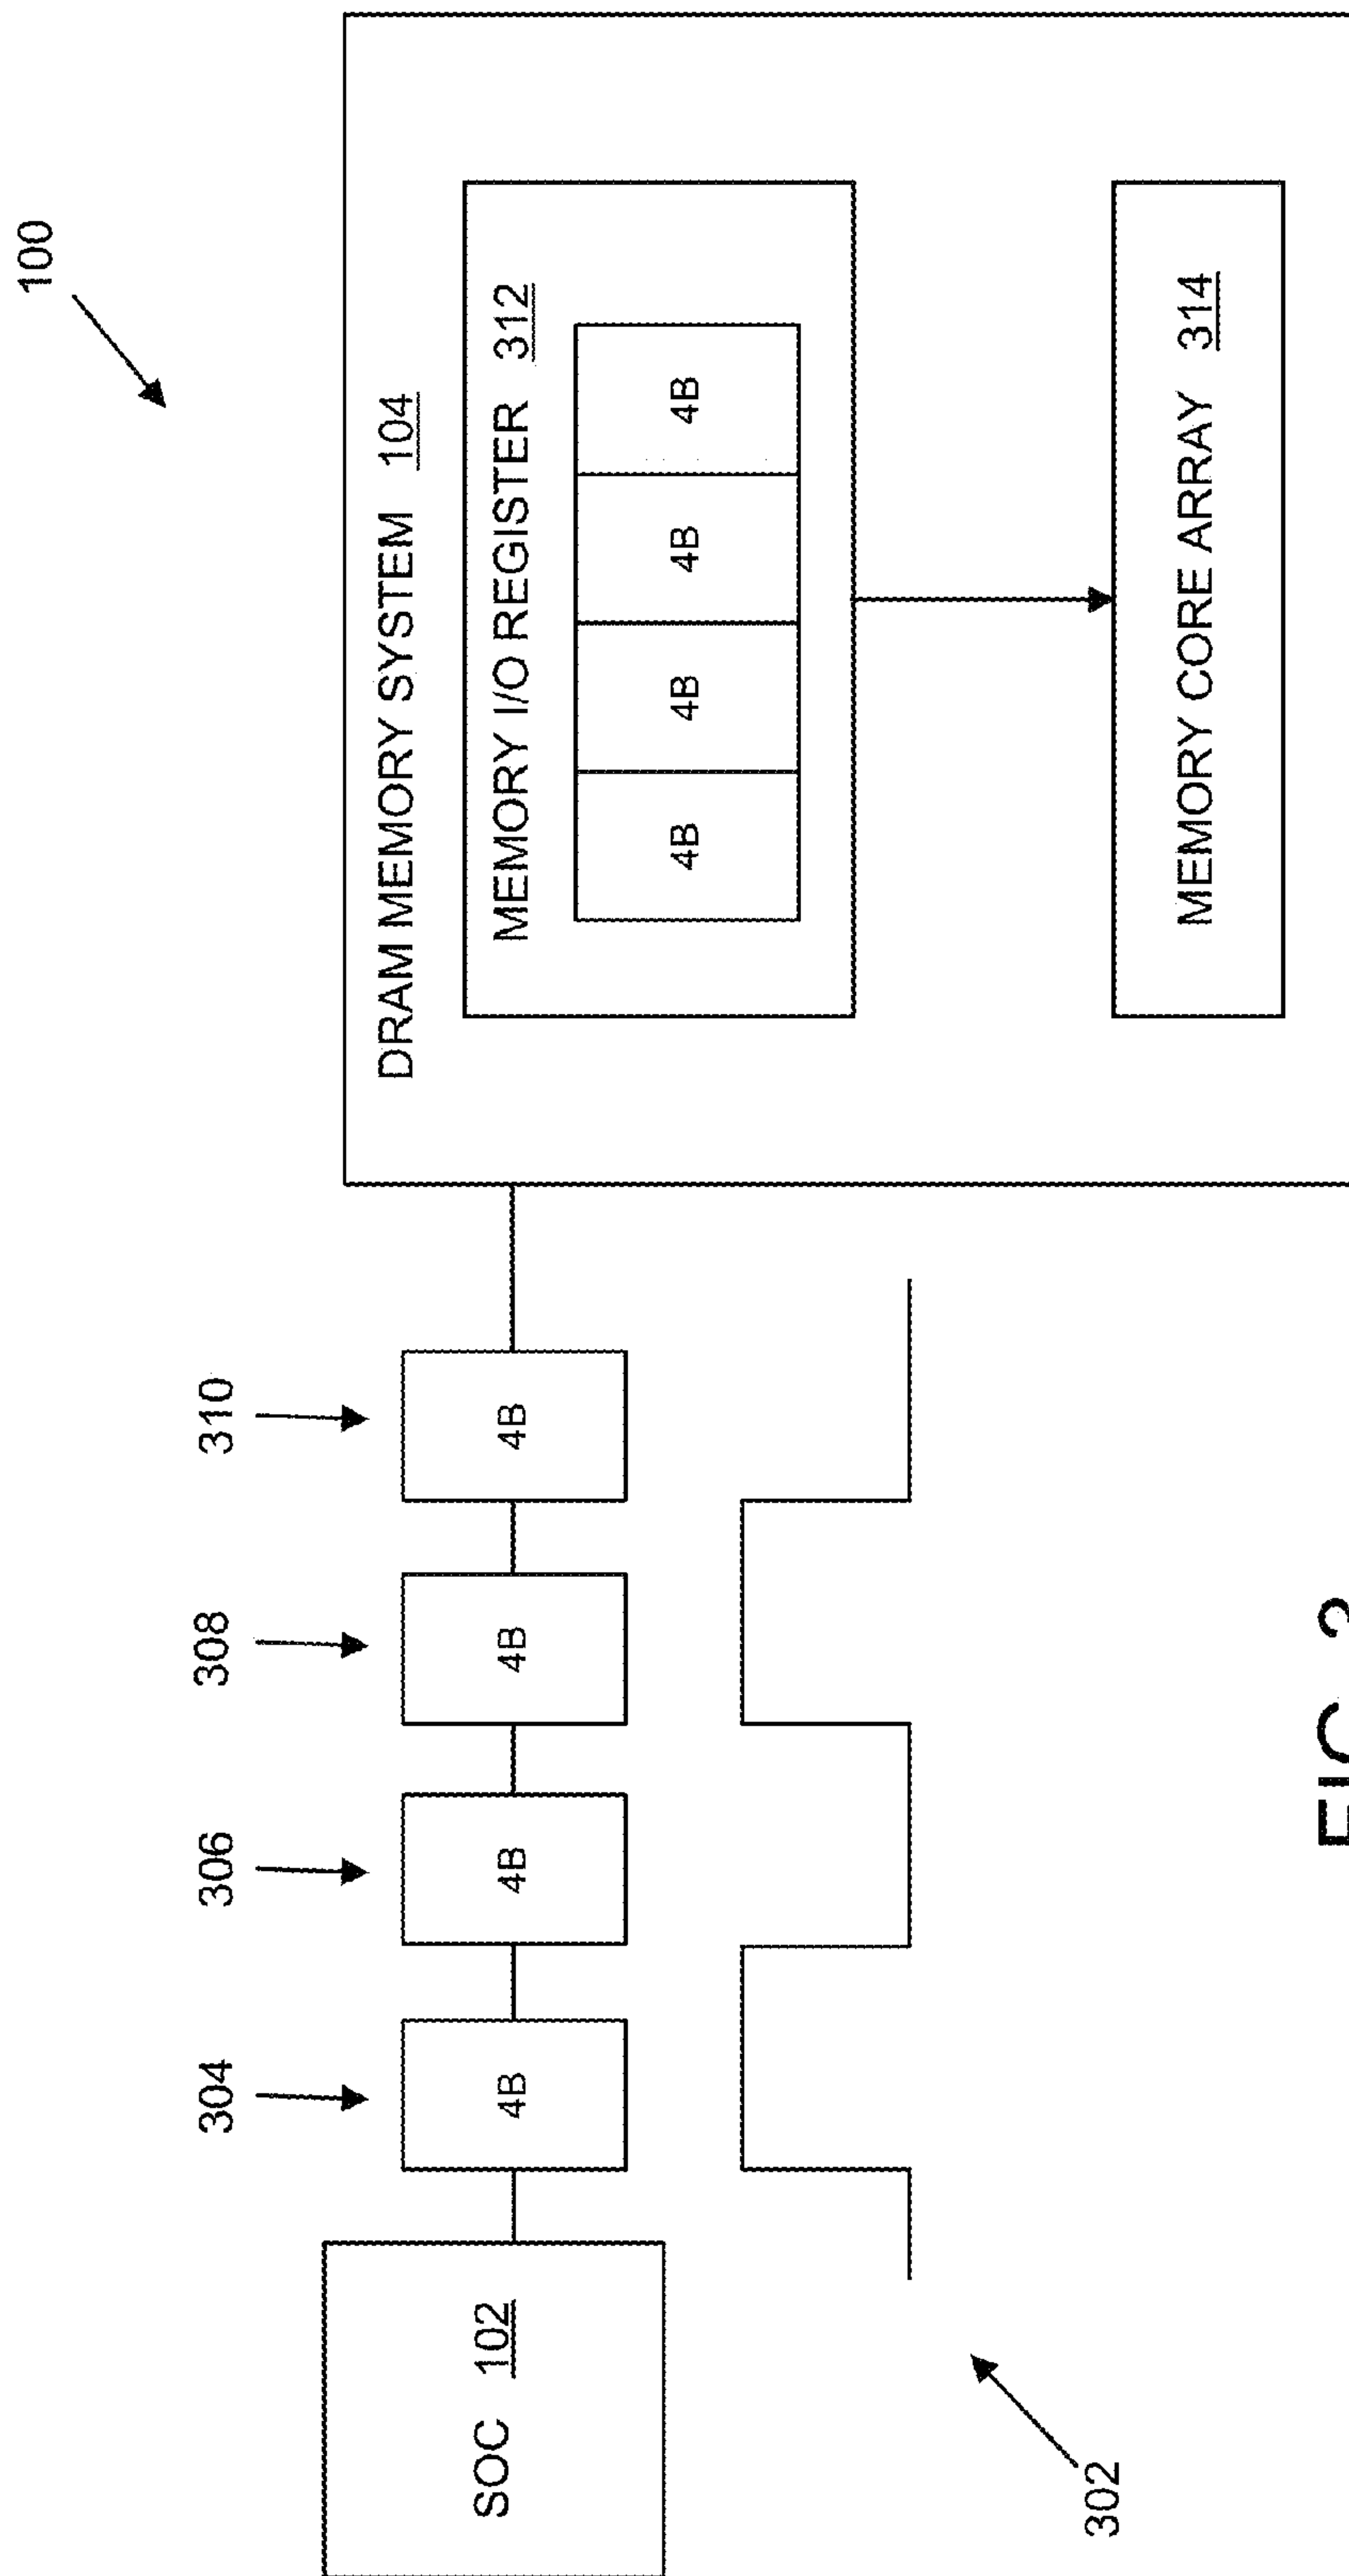 100
304
306
308
310
DRAM MEMORY SYSTEM 104
SOC 102
4B
4B
4B
4B
MEMORY I/O REGISTER 312
4B
4B
4B
4B
302
MEMORY CORE ARRAY 314
FIG.